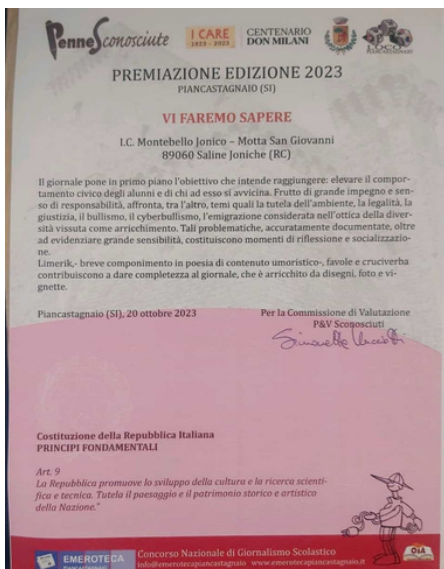 Penne Sconosciute
I CARE
1923 - 2023
CENTENARIO
DON MILANI
LOCO
PIANCASTAGNAIO
PREMIAZIONE EDIZIONE 2023
PIANCASTAGNAIO (SI)
VI FAREMO SAPERE
I.C. Montebello Jonico – Motta San Giovanni
89060 Saline Joniche (RC)
Il giornale pone in primo piano l'obiettivo che intende raggiungere: elevare il compor-
tamento civico degli alunni e di chi ad esso si avvicina. Frutto di grande impegno e sen-
so di responsabilità, affronta, tra l'altro, temi quali la tutela dell'ambiente, la legalità, la
giustizia, il bullismo, il cyberbullismo, l'emigrazione considerata nell'ottica della diver-
sità vissuta come arricchimento. Tali problematiche, accuratamente documentate, oltre
ad evidenziare grande sensibilità, costituiscono momenti di riflessione e socializzazio-
ne.
Limerik,- breve componimento in poesia di contenuto umoristico-, favole e cruciverba
contribuiscono a dare completezza al giornale, che è arricchito da disegni, foto e vi-
gnette.
Piancastagnaio (SI), 20 ottobre 2023
Per la Commissione di Valutazione
P&V Sconosciuti
Costituzione della Repubblica Italiana
PRINCIPI FONDAMENTALI
Art. 9
La Repubblica promuove lo sviluppo della cultura e la ricerca scienti-
fica e tecnica. Tutela il paesaggio e il patrimonio storico e artistico
della Nazione."
EMEROTECA
PIANCASTAGNAIO
Concorso Nazionale di Giornalismo Scolastico
info@emerotecapiancastagnaio www.emerotecapiancastagnaio.it
OSA